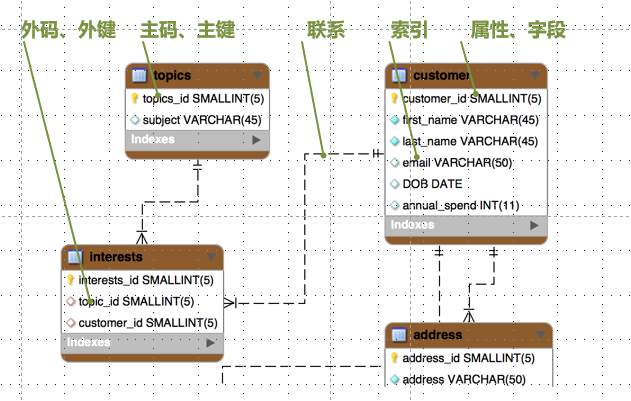 外码、外键 主码、主键 联系 索引 属性、字段
topics
topics_id SMALLINT(5)
subject VARCHAR(45)
Indexes
customer
customer_id SMALLINT(5)
first_name VARCHAR(45)
last_name VARCHAR(45)
email VARCHAR(50)
DOB DATE
annual_spend INT(11)
Indexes
interests
interests_id SMALLINT(5)
topic_id SMALLINT(5)
customer_id SMALLINT(5)
Indexes
address
address_id SMALLINT(5)
address VARCHAR(50)